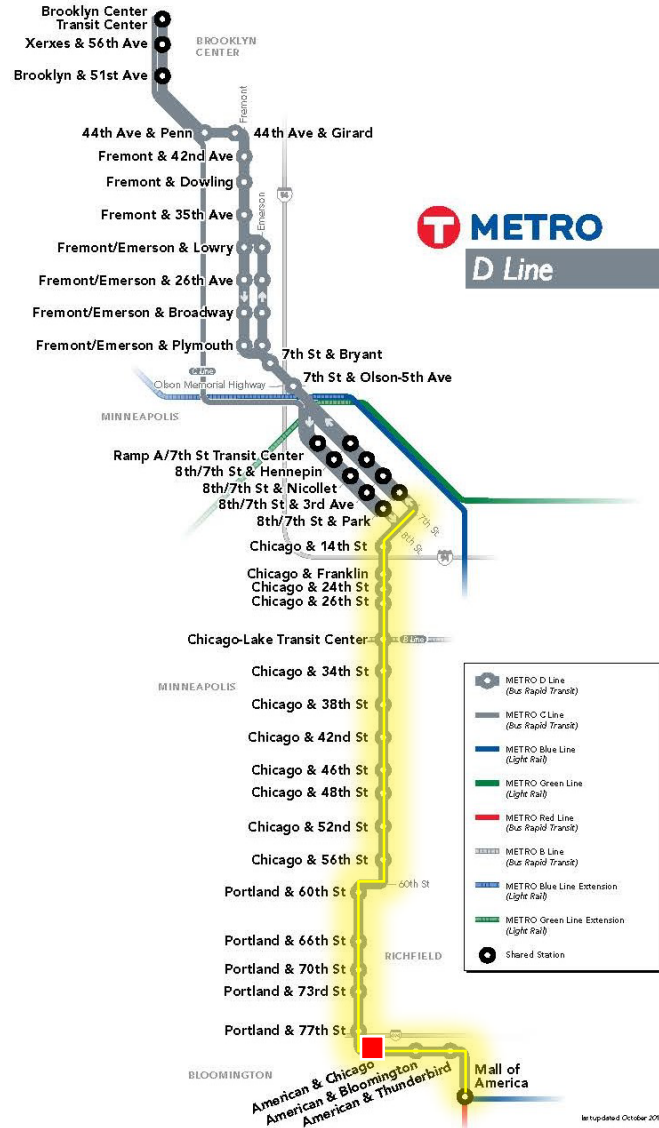 Brooklyn Center
Transit Center
Xerxes & 56th Ave
BROOKLYN
CENTER
Brooklyn & 51st Ave
Fremont
44th Ave & Penn
44th Ave & Girard
Fremont & 42nd Ave
Fremont & Dowling
94
Fremont & 35th Ave
Emerson
T METRO
D Line
Fremont/Emerson & Lowry
Fremont/Emerson & 26th Ave
Fremont/Emerson & Broadway
Fremont/Emerson & Plymouth
7th St & Bryant
C Line
Olson Memorial Highway
7th St & Olson-5th Ave
MINNEAPOLIS
Ramp A/7th St Transit Center
8th/7th St & Hennepin
8th/7th St & Nicollet
8th/7th St & 3rd Ave
8th/7th St & Park
7th St
8th St
Chicago & 14th St
94
Chicago & Franklin
Chicago & 24th St
Chicago & 26th St
Chicago-Lake Transit Center
B Line
Chicago & 34th St
MINNEAPOLIS
Chicago & 38th St
Chicago & 42nd St
Chicago & 46th St
Chicago & 48th St
Chicago & 52nd St
Chicago & 56th St
60th St
Portland & 60th St
Portland & 66th St
RICHFIELD
Portland & 70th St
Portland & 73rd St
Portland & 77th St
BLOOMINGTON
American & Chicago
American & Bloomington
American & Thunderbird
Mall of
America
METRO D Line
(Bus Rapid Transit)
METRO C Line
(Bus Rapid Transit)
METRO Blue Line
(Light Rail)
METRO Green Line
(Light Rail)
METRO Red Line
(Bus Rapid Transit)
METRO B Line
(Bus Rapid Transit)
METRO Blue Line Extension
(Light Rail)
METRO Green Line Extension
(Light Rail)
Shared Station
last updated October 201